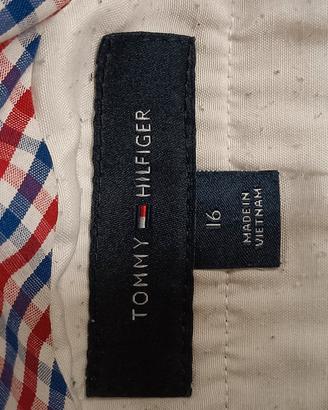 TOMMY HILFIGER
16
MADE IN
VIETNAM